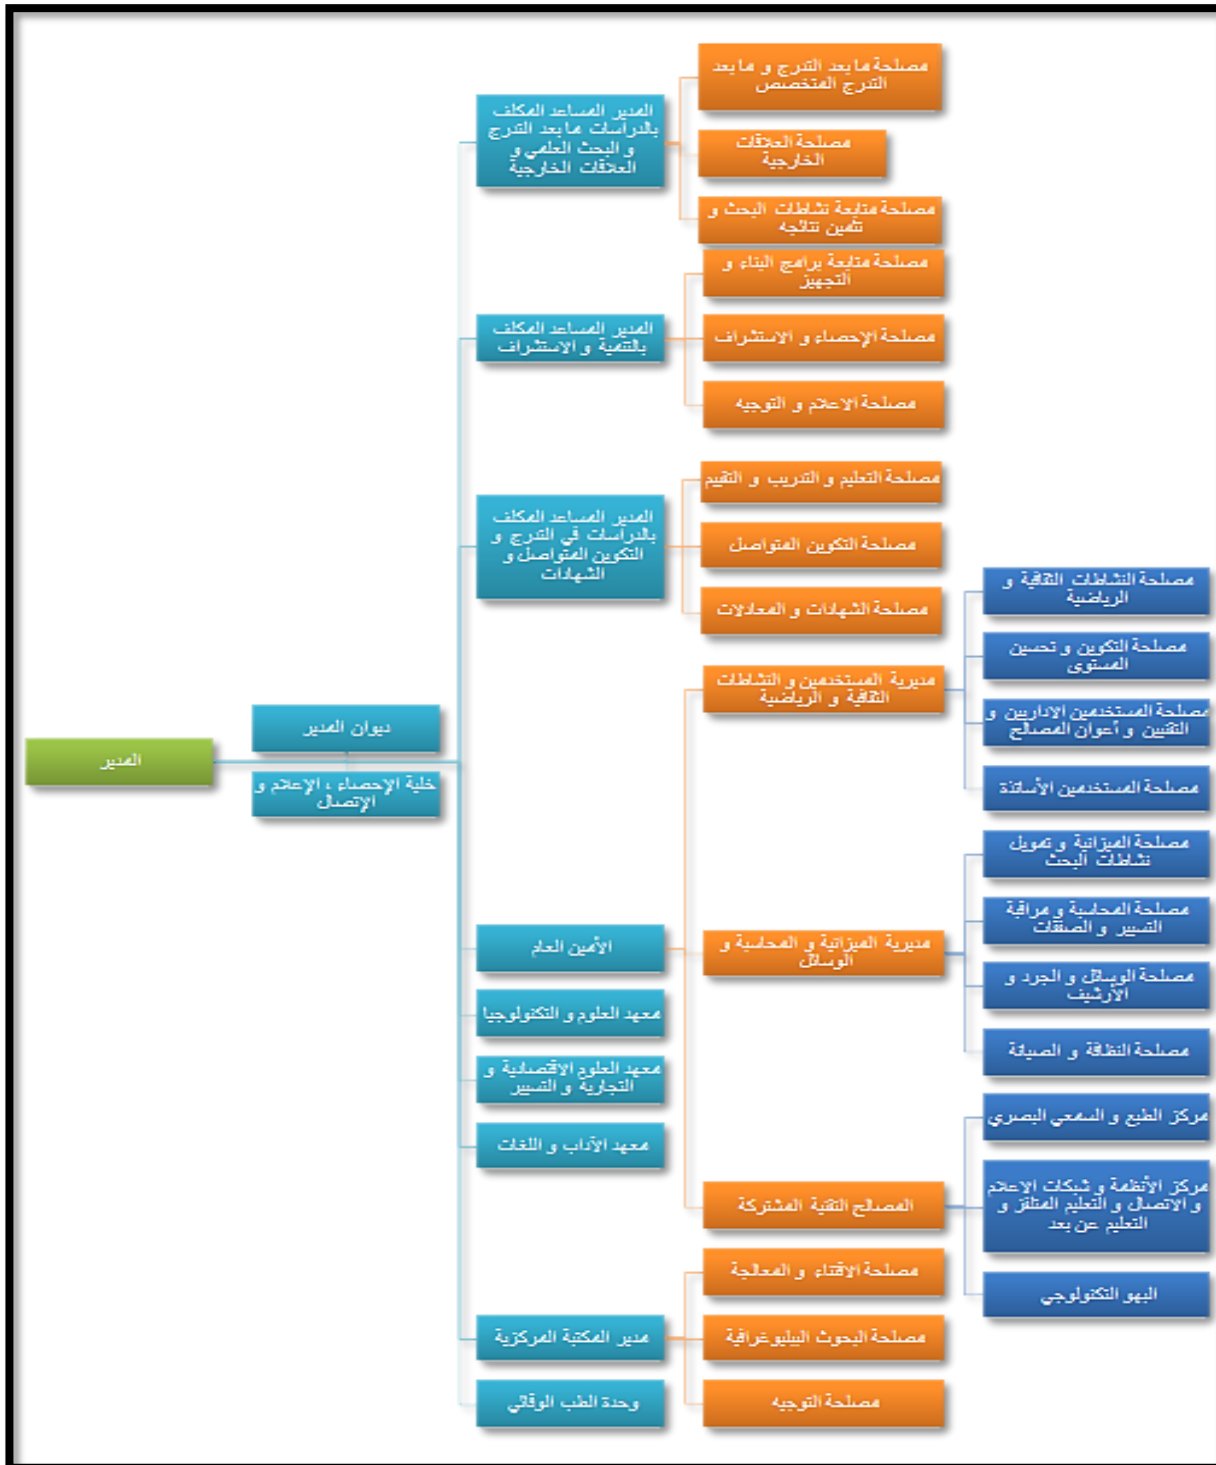 المدير
ديوان المدير
خلية الإحصاء ، الإعلام و
الإتصال
المدير المساعد المكلف
بالدراسات ما بعد التدرج
و البحث العلمي و
العلاقات الخارجية
مصلحة ما بعد التدرج و ما بعد
التدرج المتخصص
مصلحة العلاقات
الخارجية
مصلحة متابعة نشاطات البحث و
تثمين نتائجه
المدير المساعد المكلف
بالتنمية و الاستشراف
مصلحة متابعة برامج البناء و
التجهيز
مصلحة الإحصاء و الاستشراف
مصلحة الاعلام و التوجيه
المدير المساعد المكلف
بالدراسات في التدرج و
التكوين المتواصل و
الشهادات
مصلحة التعليم و التدريب و التقييم
مصلحة التكوين المتواصل
مصلحة الشهادات و المعادلات
الأمين العام
مديرية المستخدمين و النشاطات
الثقافية و الرياضية
مصلحة النشاطات الثقافية و
الرياضية
مصلحة التكوين و تحسين
المستوى
مصلحة المستخدمين الاداريين و
التقنيين و أعوان المصالح
مصلحة المستخدمين الأساتذة
مديرية الميزانية و المحاسبة و
الوسائل
مصلحة الميزانية و تمويل
نشاطات البحث
مصلحة المحاسبة و مراقبة
التسيير و الصفقات
مصلحة الوسائل و الجرد و
الأرشيف
مصلحة النظافة و الصيانة
المصالح التقنية المشتركة
مركز الطبع و السمعي البصري
مركز الأنظمة و شبكات الاعلام
و الاتصال و التعليم المتلفز و
التعليم عن بعد
البهو التكنولوجي
معهد العلوم و التكنولوجيا
معهد العلوم الاقتصادية و
التجارية و التسيير
معهد الآداب و اللغات
مدير المكتبة المركزية
مصلحة الاقتناء و المعالجة
مصلحة البحوث البيليوغرافية
مصلحة التوجيه
وحدة الطب الوقائي